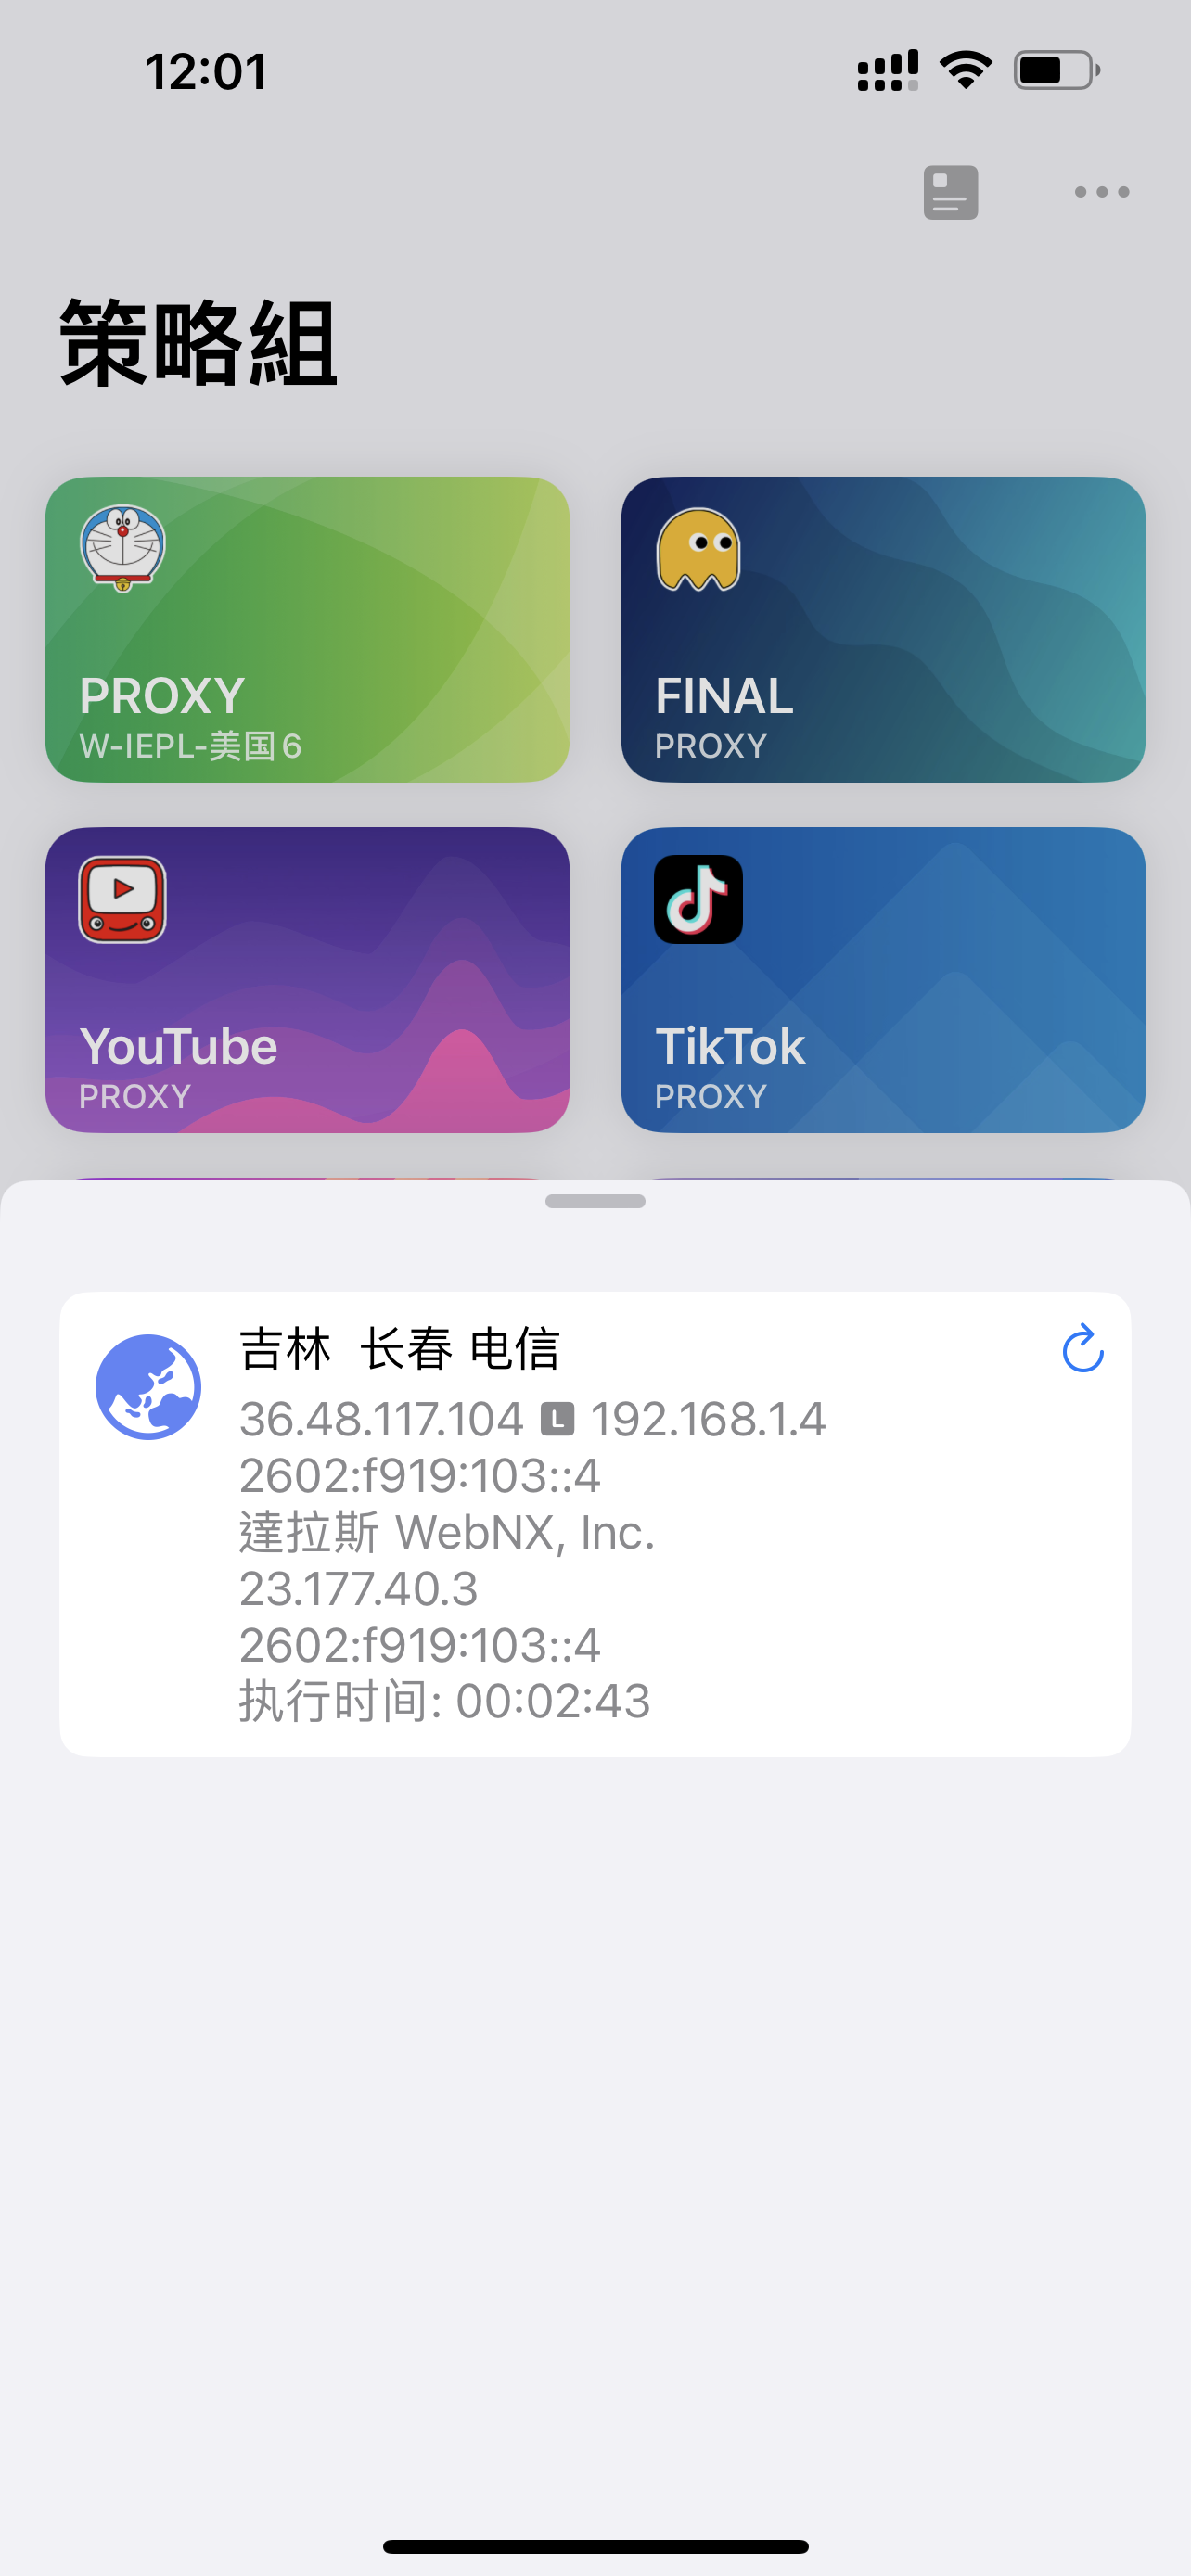 12:01
策略組
PROXY
W-IEPL-美国 6
FINAL
PROXY
YouTube
PROXY
TikTok
PROXY
吉林 长春 电信
36.48.117.104 L 192.168.1.4
2602:f919:103::4
達拉斯 WebNX, Inc.
23.177.40.3
2602:f919:103::4
执行时间: 00:02:43